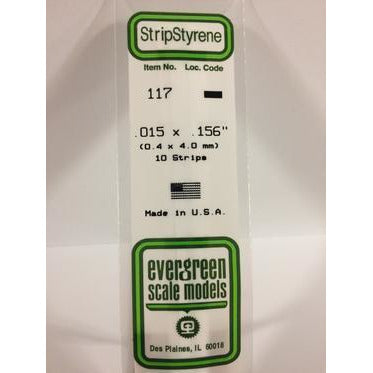 StripStyrene
Item No. Loc. Code
117
.015 x .156"
(0.4 x 4.0 mm)
10 Strips
Made in U.S.A.
evergreen
scale models
Des Plaines, IL 60018